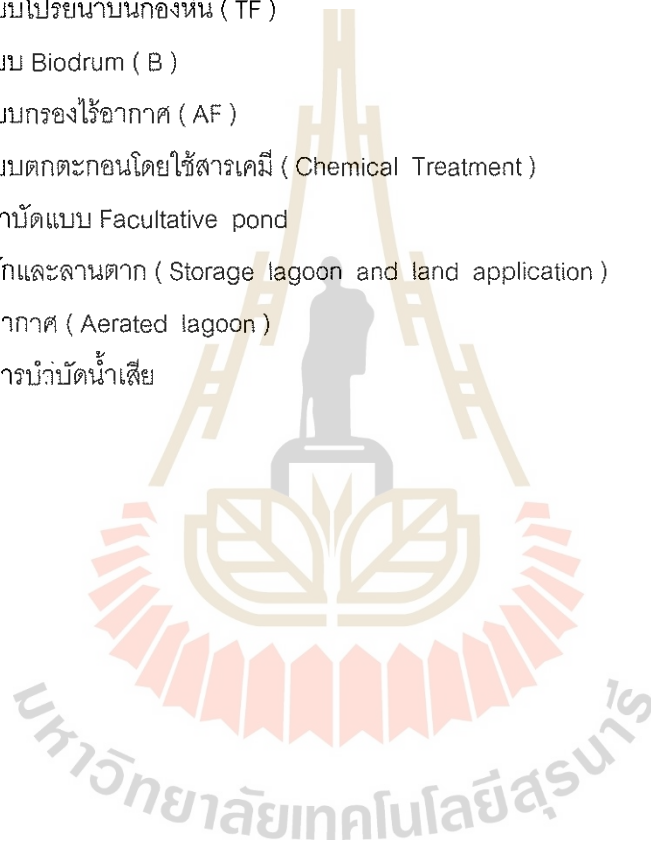 บบโปรยน้ำบนกองหิน ( TF )
บบ Biodrum ( B )
บบกรองไร้อากาศ ( AF )
บบตกตะกอนโดยใช้สารเคมี ( Chemical Treatment )
าบัดแบบ Facultative pond
ักและลานตาก ( Storage lagoon and land application )
ากาศ ( Aerated lagoon )
ารบำบัดน้ำเสีย
มหาวิทยาลัยเทคโนโลยีสุรนารี